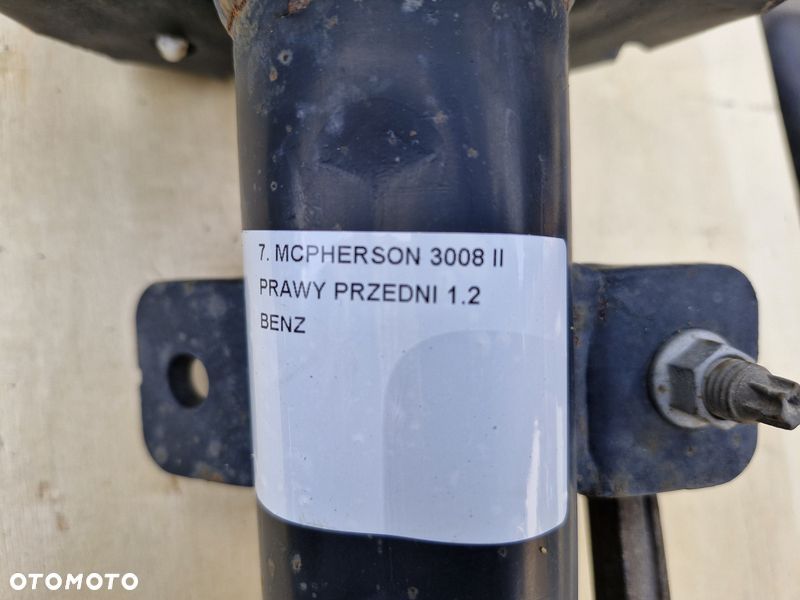 7. MCPHERSON 3008 II
PRAWY PRZEDNI 1.2
BENZ
OTOMOTO